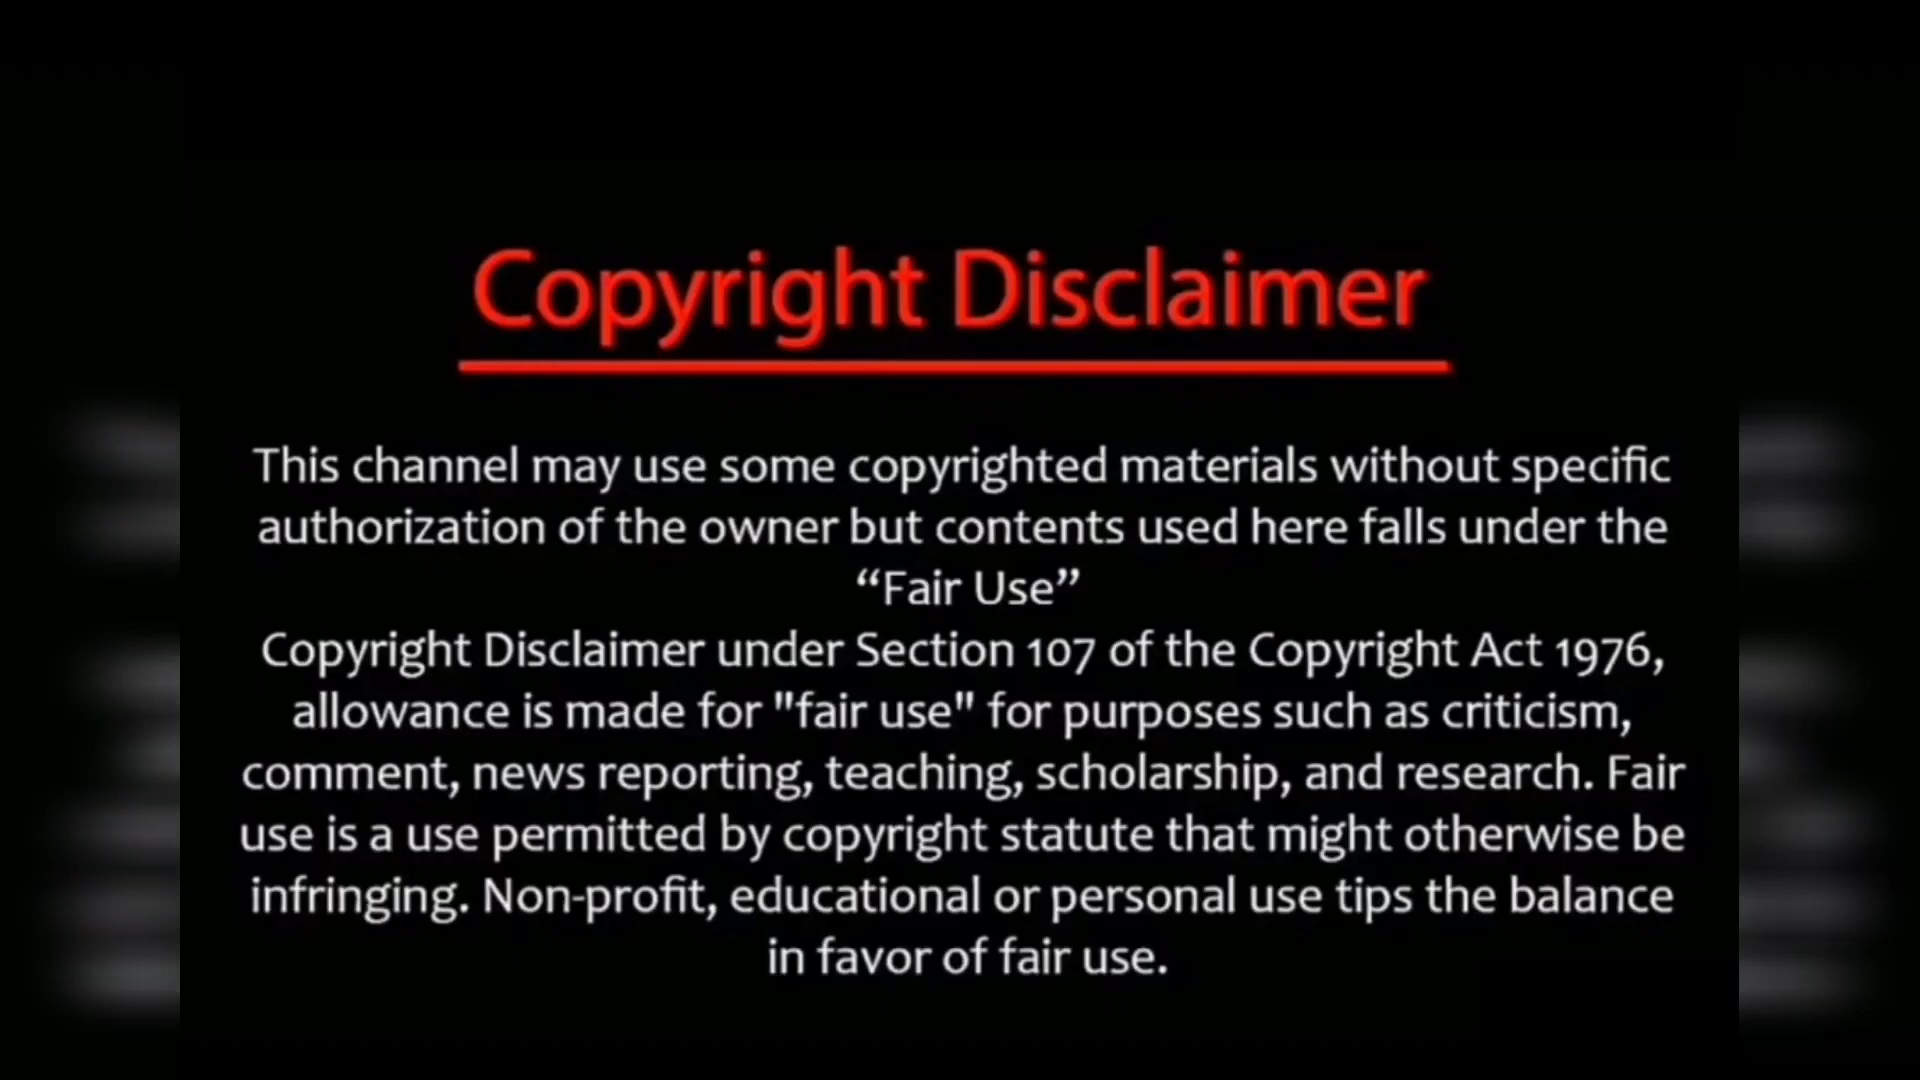 Copyright Disclaimer
This channel may use some copyrighted materials without specific
authorization of the owner but contents used here falls under the
“Fair Use”
Copyright Disclaimer under Section 107 of the Copyright Act 1976,
allowance is made for "fair use" for purposes such as criticism,
comment, news reporting, teaching, scholarship, and research. Fair
use is a use permitted by copyright statute that might otherwise be
infringing. Non-profit, educational or personal use tips the balance
in favor of fair use.